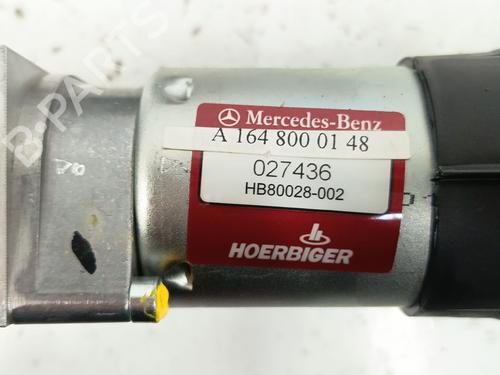 B-PARTS
Mercedes-Benz
A 164 800 01 48
027436
HB80028-002
HOERBIGER